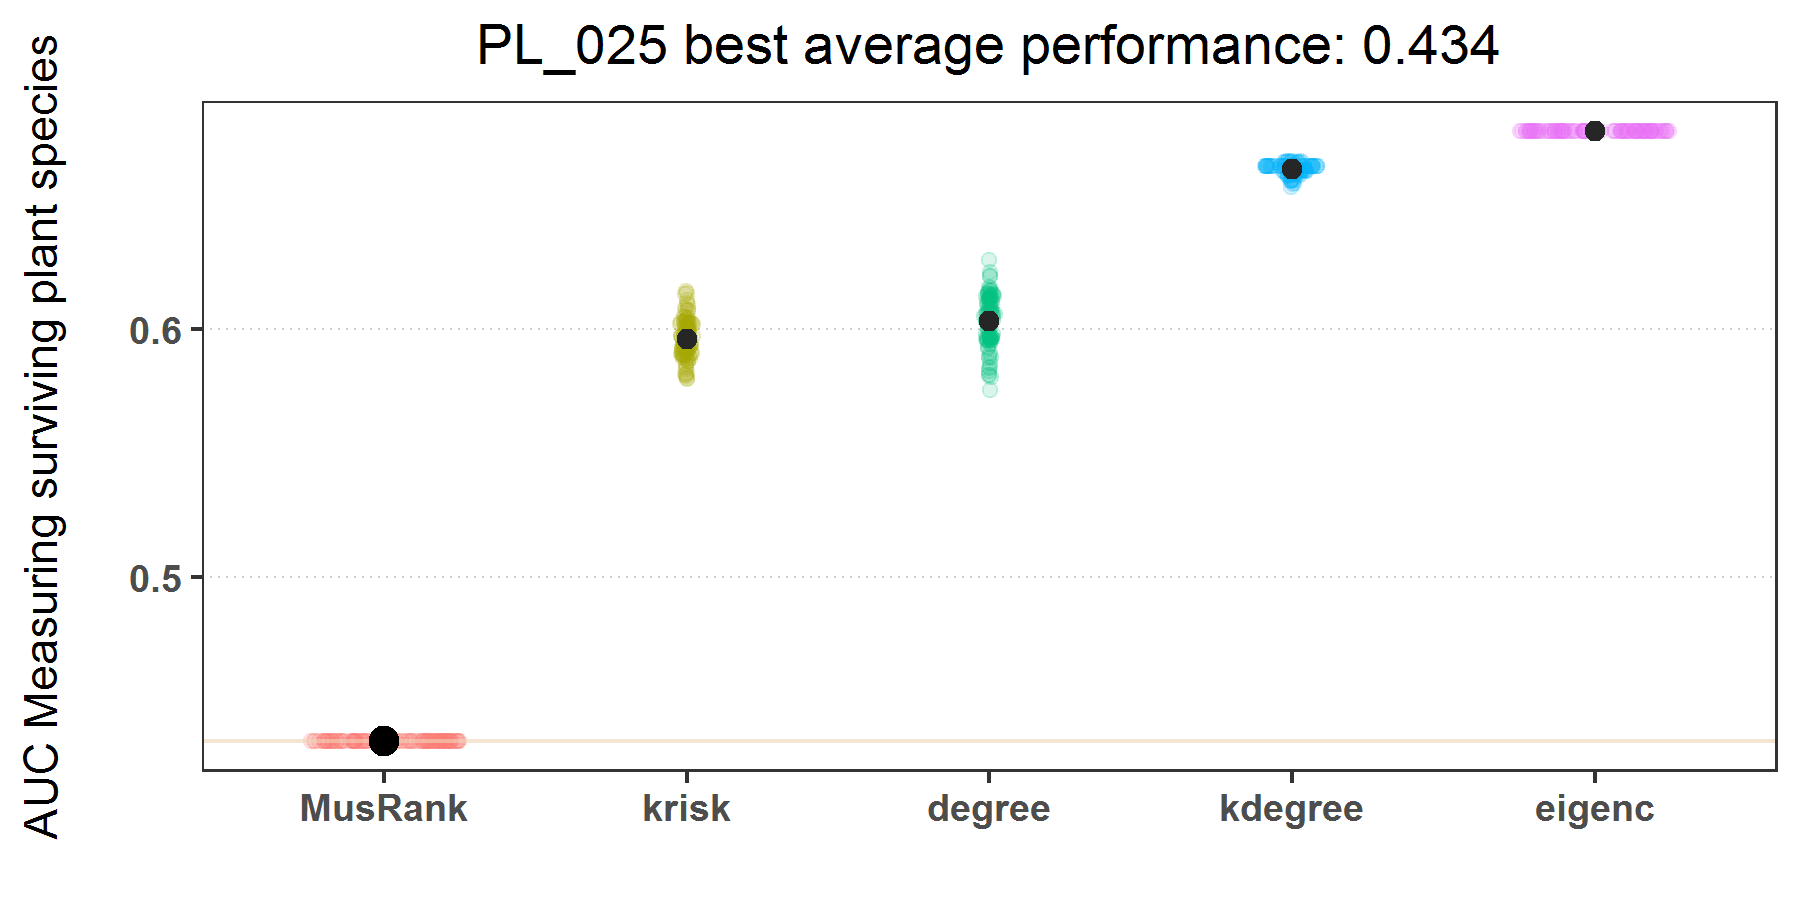 PL_025 best average performance: 0.434
AUC Measuring surviving plant species
0.6
0.5
MusRank krisk degree kdegree eigenc